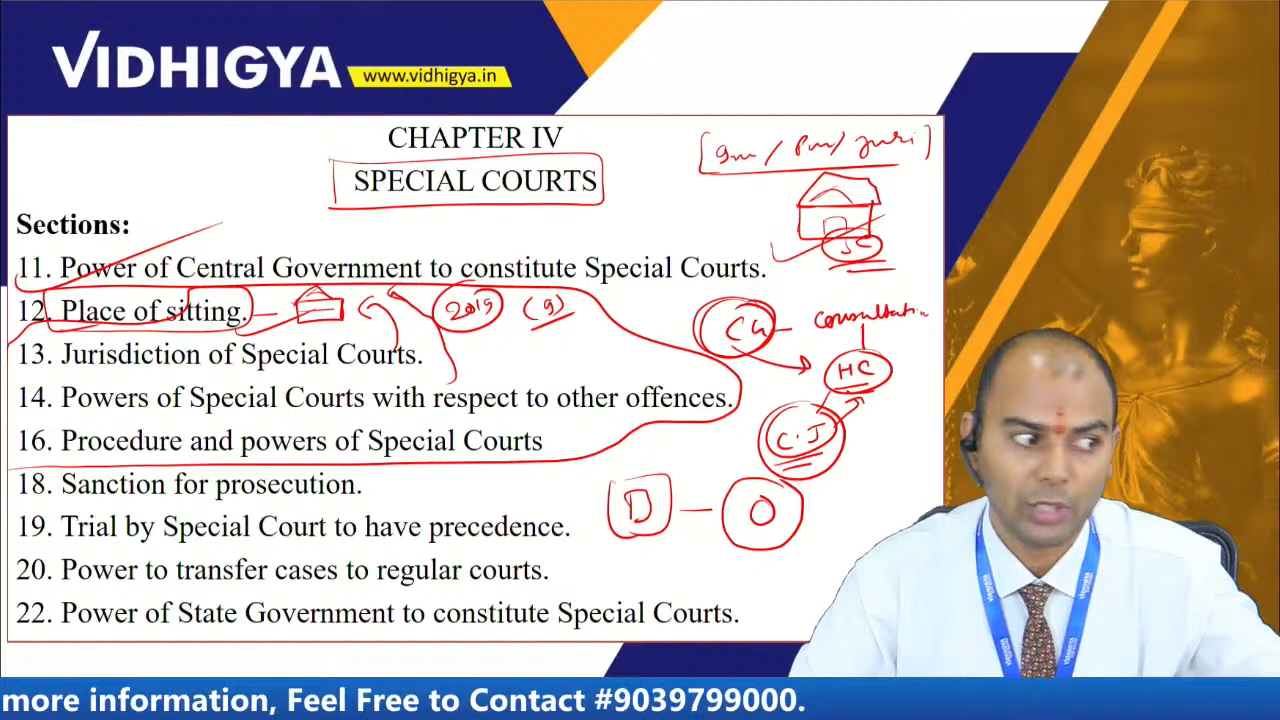 VIDHIGYA
www.vidhigya.in
CHAPTER IV
SPECIAL COURTS
Sections:
11. Power of Central Government to constitute Special Courts.
12. Place of sitting.
2019 (9)
13. Jurisdiction of Special Courts.
14. Powers of Special Courts with respect to other offences.
16. Procedure and powers of Special Courts
18. Sanction for prosecution.
19. Trial by Special Court to have precedence.
20. Power to transfer cases to regular courts.
22. Power of State Government to constitute Special Courts.
CG
HC
C.J
D - O
more information, Feel Free to Contact #9039799000.